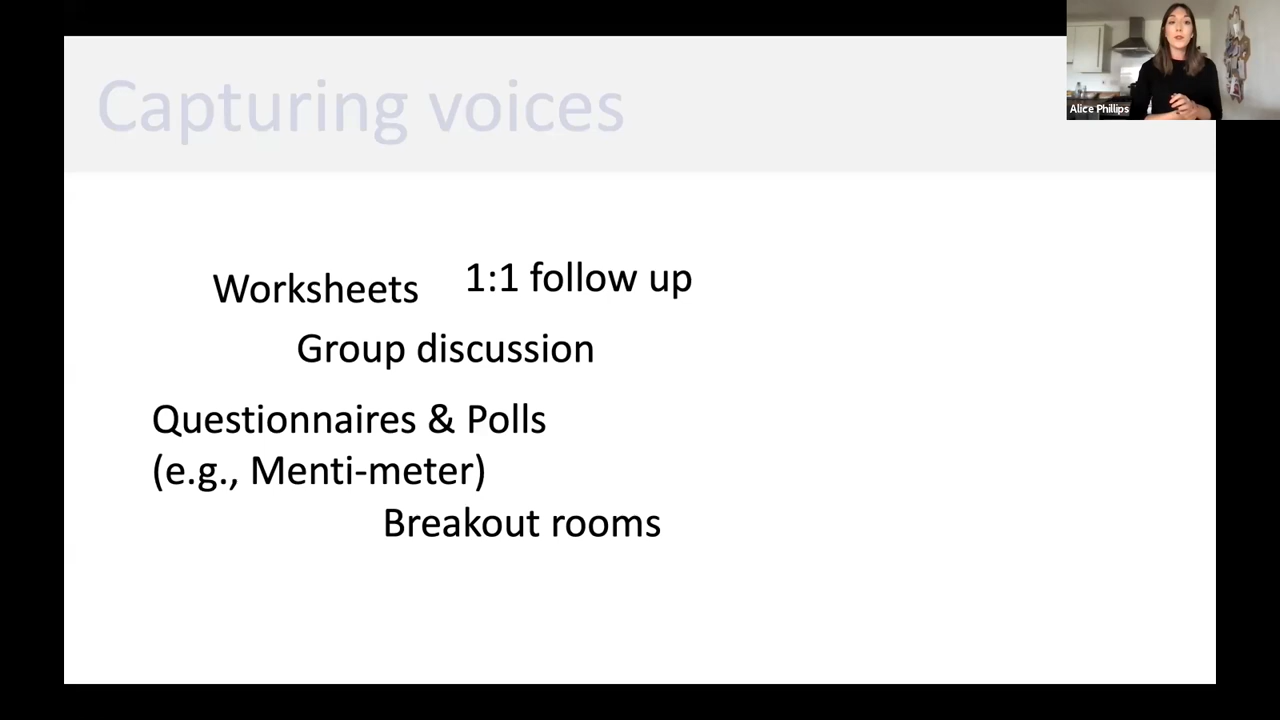 Capturing voices
Alice Phillips
Worksheets
1:1 follow up
Group discussion
Questionnaires & Polls
(e.g., Menti-meter)
Breakout rooms